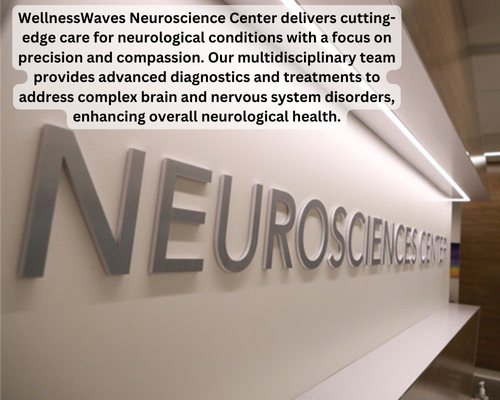 WellnessWaves Neuroscience Center delivers cutting-
edge care for neurological conditions with a focus on
precision and compassion. Our multidisciplinary team
provides advanced diagnostics and treatments to
address complex brain and nervous system disorders,
enhancing overall neurological health.
NEUROSCIENCES CENTER